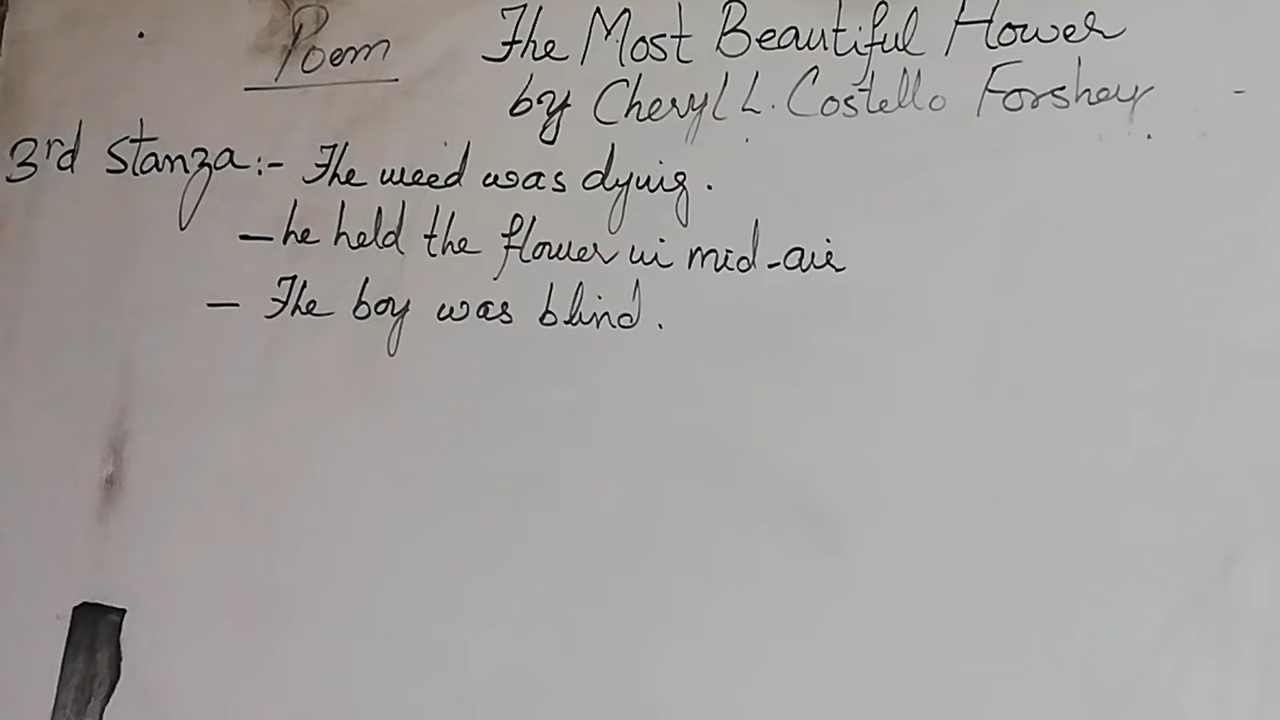 Poem The Most Beautiful Flower
by Cheryl L. Costello Forshey
3rd stanza:- The weed was dying.
- he held the flower in mid-air
- The boy was blind.